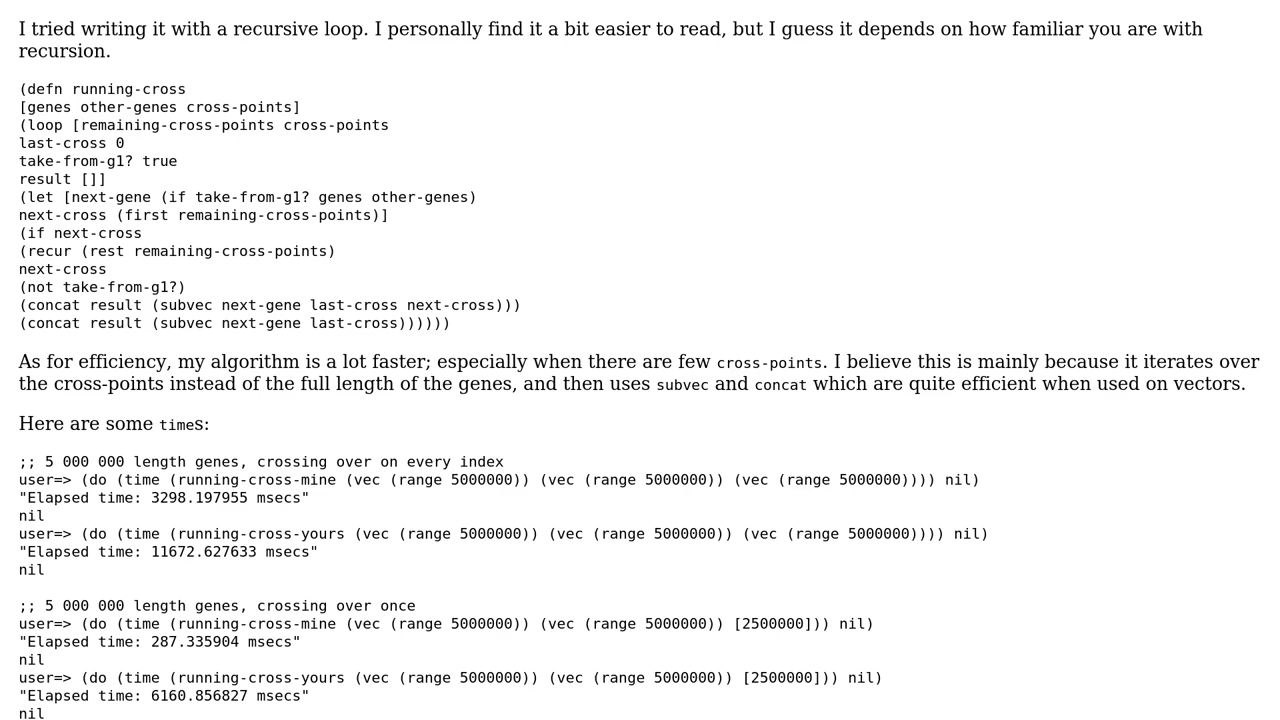 I tried writing it with a recursive loop. I personally find it a bit easier to read, but I guess it depends on how familiar you are with
recursion.
(defn running-cross
[genes other-genes cross-points]
(loop [remaining-cross-points cross-points
last-cross 0
take-from-g1? true
result []]
(let [next-gene (if take-from-g1? genes other-genes)
next-cross (first remaining-cross-points)]
(if next-cross
(recur (rest remaining-cross-points)
next-cross
(not take-from-g1?)
(concat result (subvec next-gene last-cross next-cross)))
(concat result (subvec next-gene last-cross))))))
As for efficiency, my algorithm is a lot faster; especially when there are few cross-points. I believe this is mainly because it iterates over
the cross-points instead of the full length of the genes, and then uses subvec and concat which are quite efficient when used on vectors.
Here are some times:
;; 5 000 000 length genes, crossing over on every index
user=> (do (time (running-cross-mine (vec (range 5000000)) (vec (range 5000000)) (vec (range 5000000)))) nil)
"Elapsed time: 3298.197955 msecs"
nil
user=> (do (time (running-cross-yours (vec (range 5000000)) (vec (range 5000000)) (vec (range 5000000)))) nil)
"Elapsed time: 11672.627633 msecs"
nil
;; 5 000 000 length genes, crossing over once
user=> (do (time (running-cross-mine (vec (range 5000000)) (vec (range 5000000)) [2500000])) nil)
"Elapsed time: 287.335904 msecs"
nil
user=> (do (time (running-cross-yours (vec (range 5000000)) (vec (range 5000000)) [2500000])) nil)
"Elapsed time: 6160.856827 msecs"
nil